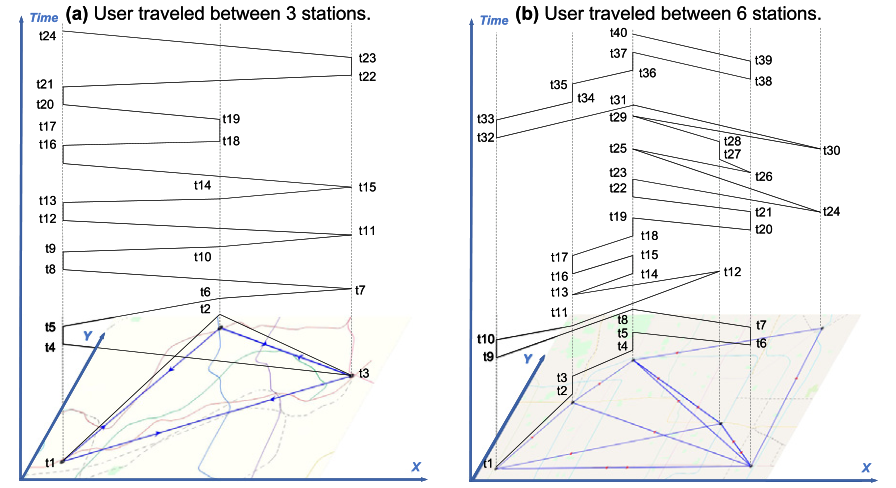 (a) User traveled between 3 stations.
Time
t24
t23
t22
t21
t20
t19
t17
t18
t16
t14
t15
t13
t12
t11
t9
t10
t8
t7
t6
t2
t5
t4
Y
t3
t1
X
(b) User traveled between 6 stations.
Time
t40
t37
t39
t36
t38
t35
t34
t31
t33
t29
t32
t28
t25
t27
t30
t26
t23
t22
t21
t24
t19
t20
t18
t17
t15
t16
t14
t12
t13
t11
t8
t7
t10
t5
t6
t9
t4
Y
t3
t2
t1
X